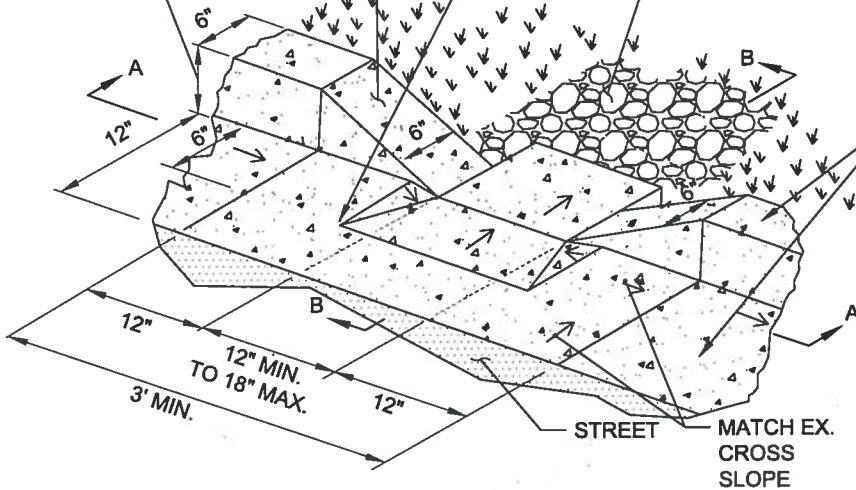 6"
A
B
12"
6"
6"
6"
B
A
12"
12" MIN.
TO 18" MAX.
12"
3' MIN.
STREET
MATCH EX.
CROSS
SLOPE